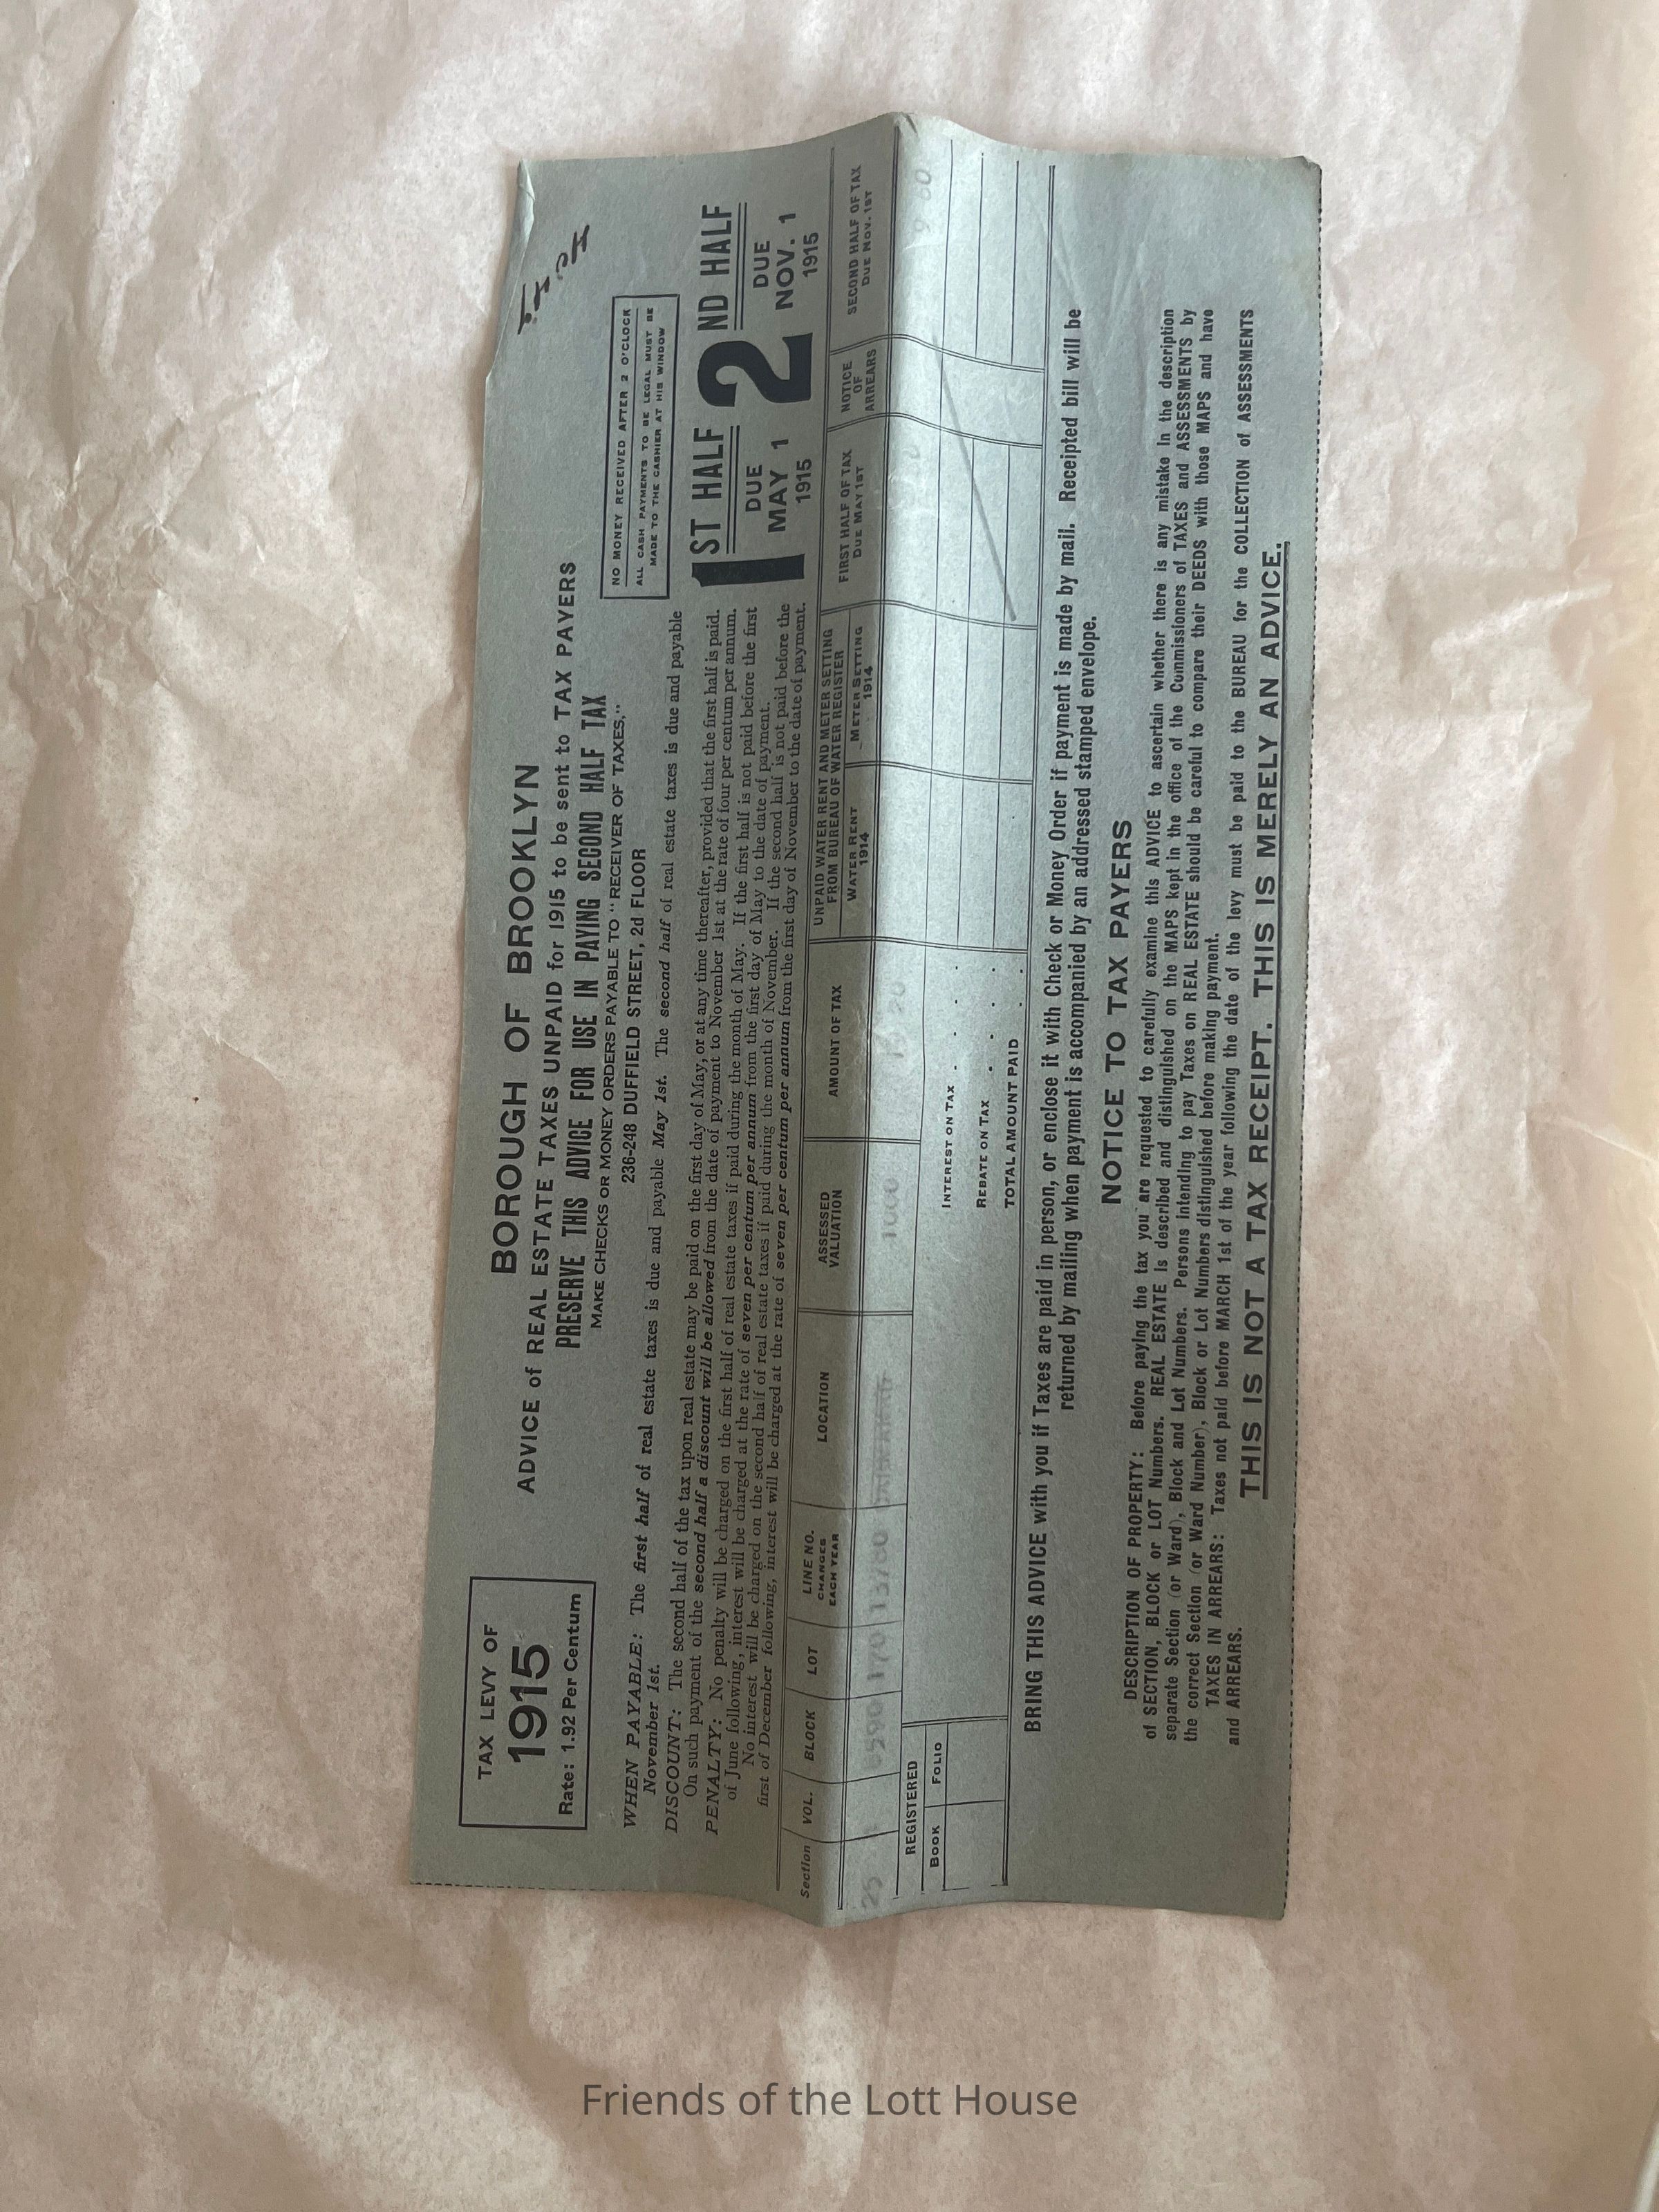 TAX LEVY OF
1915
Rate: 1.92 Per Centum
BOROUGH OF BROOKLYN
ADVICE of REAL ESTATE TAXES UNPAID for 1915 to be sent to TAX PAYERS
PRESERVE THIS ADVICE FOR USE IN PAYING SECOND HALF TAX
MAKE CHECKS OR MONEY ORDERS PAYABLE TO "RECEIVER OF TAXES,"
236-248 DUFFIELD STREET, 2d FLOOR
NO MONEY RECEIVED AFTER 2 O'CLOCK
ALL CASH PAYMENTS TO BE LEGAL MUST BE
MADE TO THE CASHIER AT HIS WINDOW
WHEN PAYABLE: The first half of real estate taxes is due and payable May 1st. The second half of real estate taxes is due and payable
November 1st.
DISCOUNT: The second half of the tax upon real estate may be paid on the first day of May, or at any time thereafter, provided that the first half is paid.
On such payment of the second half a discount will be allowed from the date of payment to November 1st at the rate of four per centum per annum.
PENALTY: No penalty will be charged on the first half of real estate taxes if paid during the month of May. If the first half is not paid before the first
of June following, interest will be charged at the rate of seven per centum per annum from the first day of May to the date of payment.
No interest will be charged on the second half of real estate taxes if paid during the month of November. If the second half is not paid before the
first of December following, interest will be charged at the rate of seven per centum per annum from the first day of November to the date of payment.
1ST HALF
DUE
MAY 1
1915
2ND HALF
DUE
NOV. 1
1915
Section
VOL.
BLOCK
LOT
LINE NO.
CHANGES
EACH YEAR
LOCATION
ASSESSED
VALUATION
AMOUNT OF TAX
UNPAID WATER RENT AND METER SETTING
FROM BUREAU OF WATER REGISTER
WATER RENT
1914
METER SETTING
1914
FIRST HALF OF TAX
DUE MAY 1ST
NOTICE
OF
ARREARS
SECOND HALF OF TAX
DUE NOV. 1ST
25 170 13780 1000
REGISTERED
BOOK FOLIO
INTEREST ON TAX
REBATE ON TAX
TOTAL AMOUNT PAID
BRING THIS ADVICE with you if Taxes are paid in person, or enclose it with Check or Money Order if payment is made by mail. Receipted bill will be
returned by mailing when payment is accompanied by an addressed stamped envelope.
NOTICE TO TAX PAYERS
DESCRIPTION OF PROPERTY: Before paying the tax you are requested to carefully examine this ADVICE to ascertain whether there is any mistake in the description
of SECTION, BLOCK or LOT Numbers. REAL ESTATE is described and distinguished on the MAPS kept in the office of the Commissioners of TAXES and ASSESSMENTS by
separate Section (or Ward), Block and Lot Numbers. Persons intending to pay Taxes on REAL ESTATE should be careful to compare their DEEDS with those MAPS and have
the correct Section (or Ward Number), Block or Lot Numbers distinguished before making payment.
TAXES IN ARREARS: Taxes not paid before MARCH 1st of the year following the date of the levy must be paid to the BUREAU for the COLLECTION of ASSESSMENTS
and ARREARS.
THIS IS NOT A TAX RECEIPT. THIS IS MERELY AN ADVICE.
Friends of the Lott House